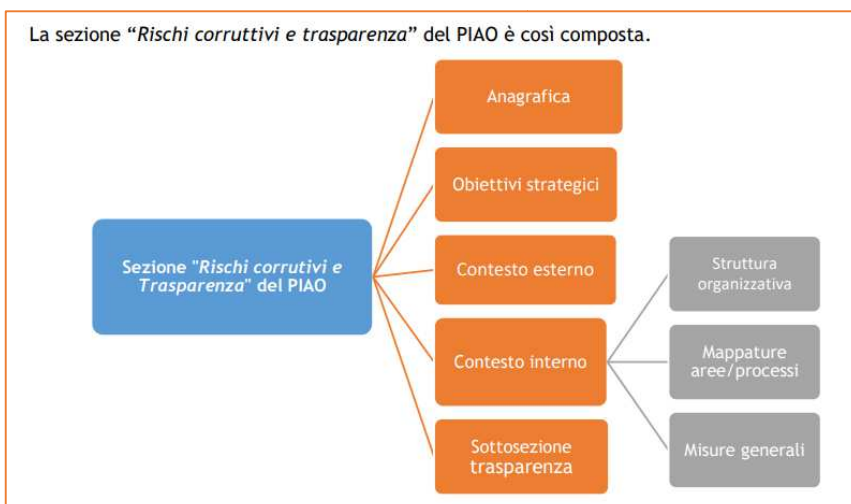 La sezione “Rischi corruttivi e trasparenza” del PIAO è così composta.
Anagrafica
Obiettivi strategici
Sezione "Rischi corrutivi e
Trasparenza" del PIAO
Contesto esterno
Contesto interno
Sottosezione
trasparenza
Struttura
organizzativa
Mappature
aree/processi
Misure generali